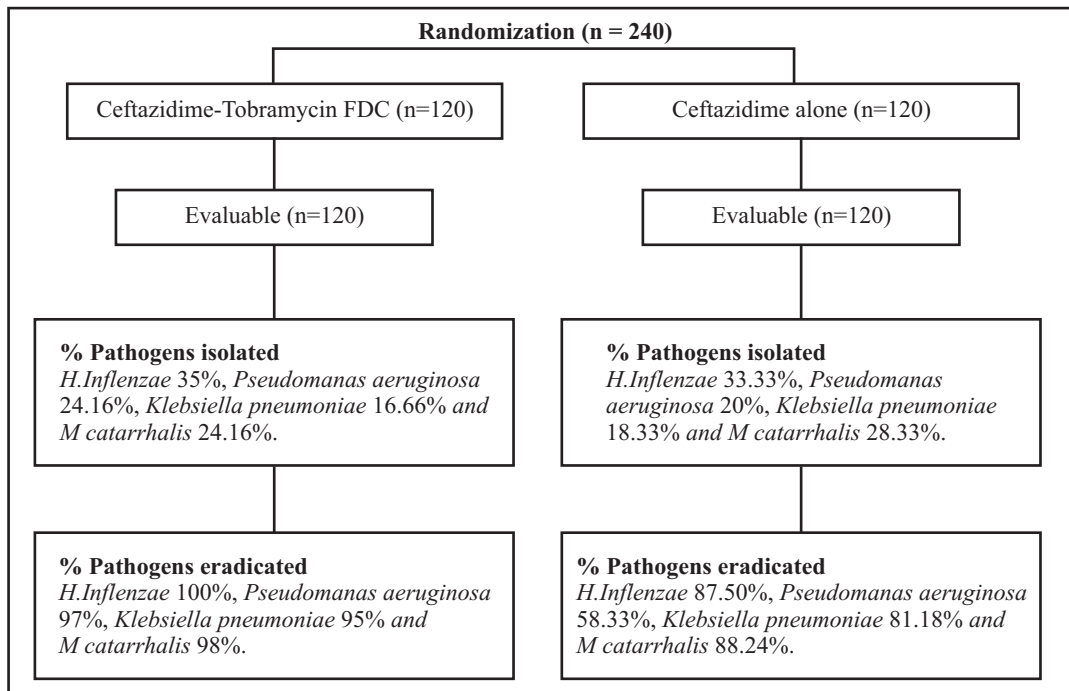 Randomization (n = 240)
Ceftazidime-Tobramycin FDC (n=120)
Ceftazidime alone (n=120)
Evaluable (n=120)
Evaluable (n=120)
% Pathogens isolated
H.Inflenzae 35%, Pseudomanas aeruginosa
24.16%, Klebsiella pneumoniae 16.66% and
M catarrhalis 24.16%.
% Pathogens isolated
H.Inflenzae 33.33%, Pseudomanas
aeruginosa 20%, Klebsiella pneumoniae
18.33% and M catarrhalis 28.33%.
% Pathogens eradicated
H.Inflenzae 100%, Pseudomanas aeruginosa
97%, Klebsiella pneumoniae 95% and
M catarrhalis 98%.
% Pathogens eradicated
H.Inflenzae 87.50%, Pseudomanas aeruginosa
58.33%, Klebsiella pneumoniae 81.18% and
M catarrhalis 88.24%.